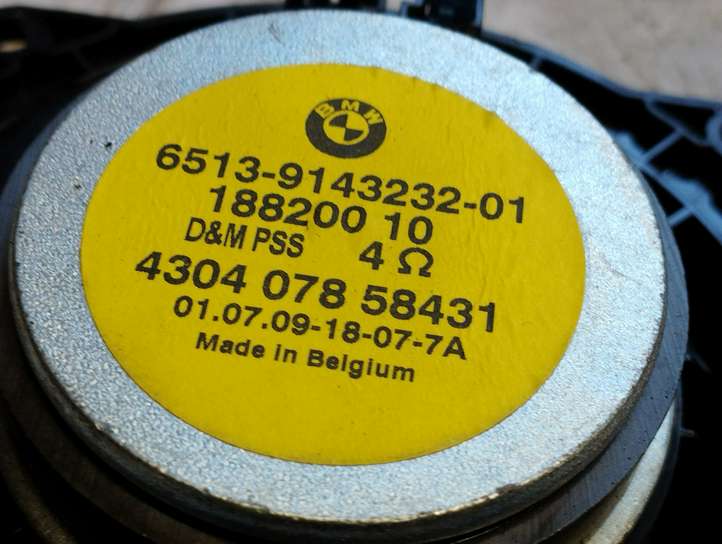 BMW
6513-9143232-01
188200 10
D&M PSS 4 Ω
4304 078 58431
01.07.09-18-07-7A
Made in Belgium